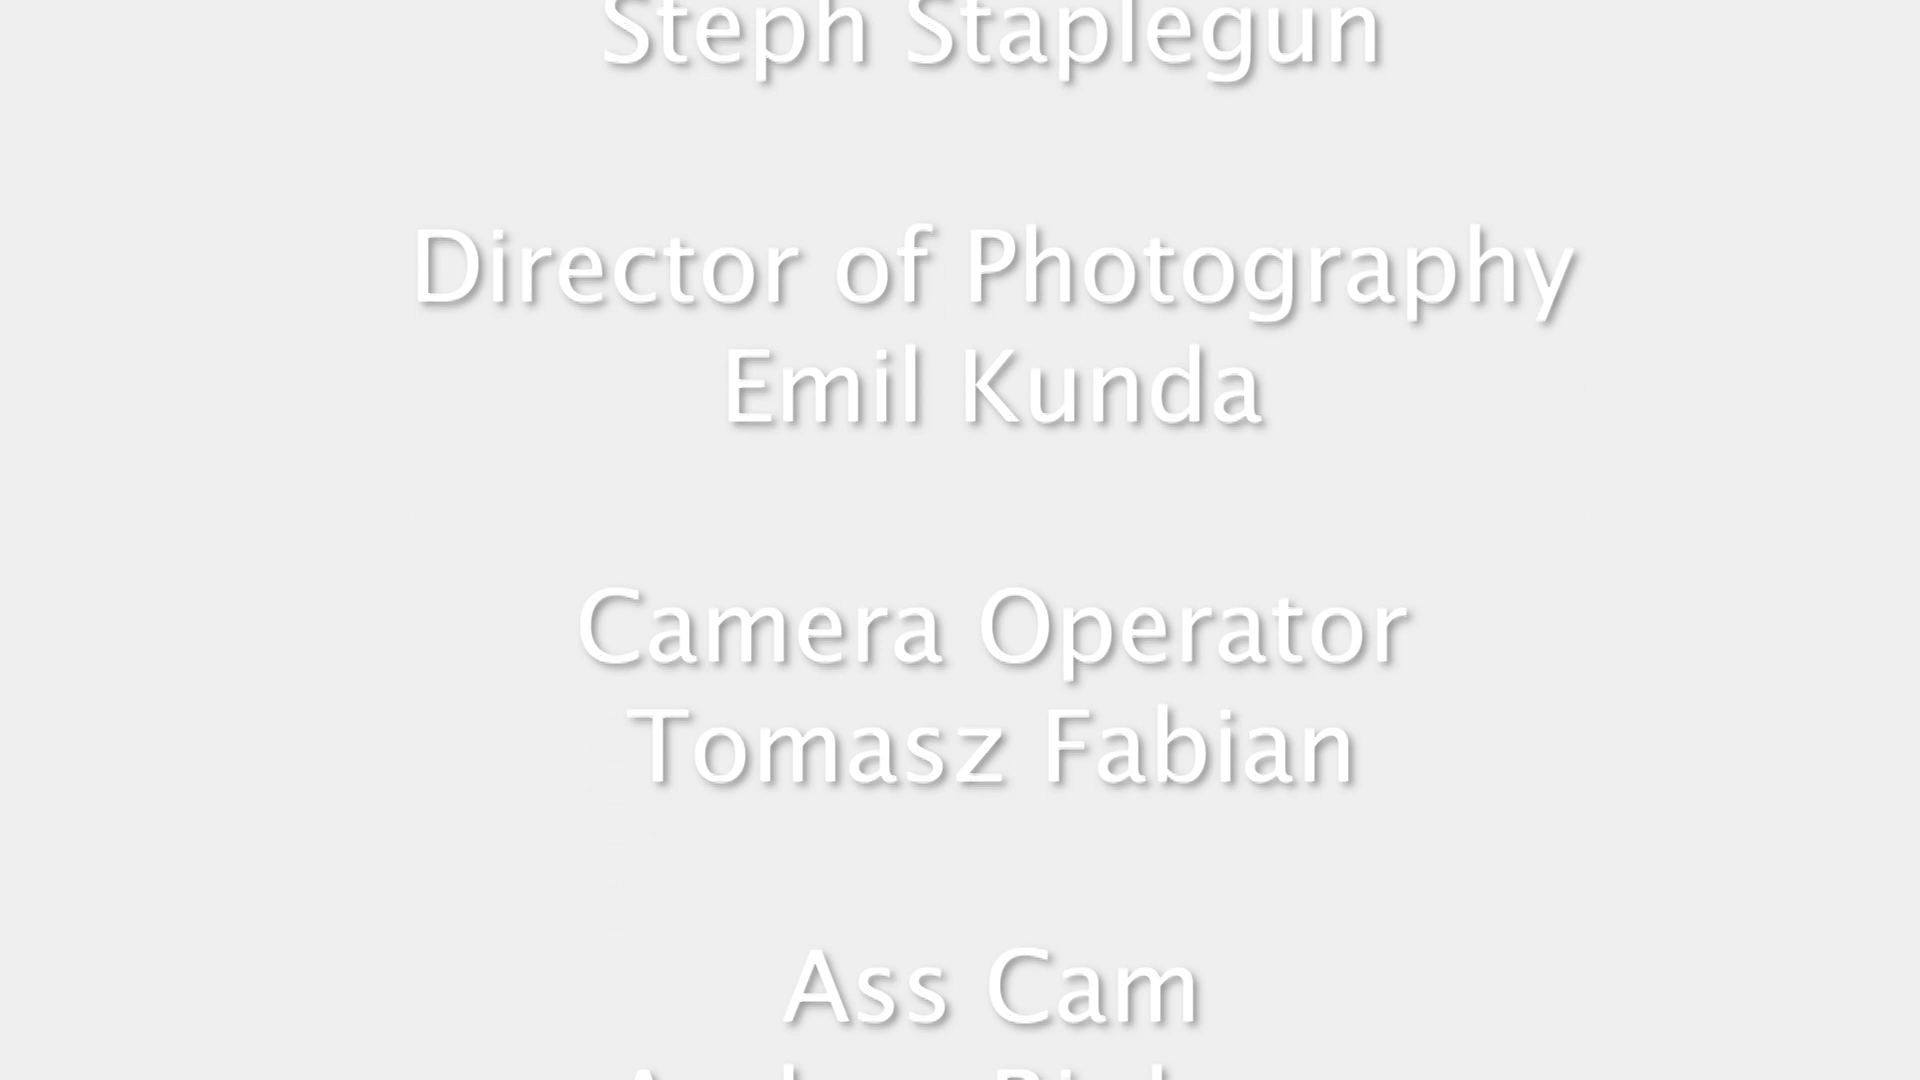 Steph Staplegun
Director of Photography
Emil Kunda
Camera Operator
Tomasz Fabian
Ass Cam